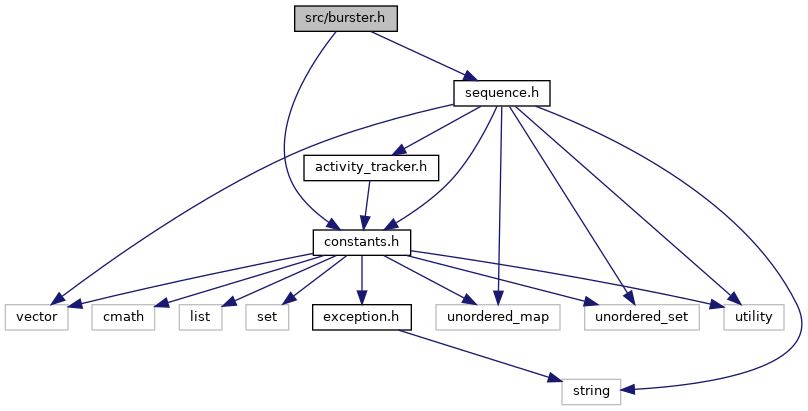 src/burster.h
sequence.h
activity_tracker.h
constants.h
vector
cmath
list
set
exception.h
unordered_map
unordered_set
utility
string